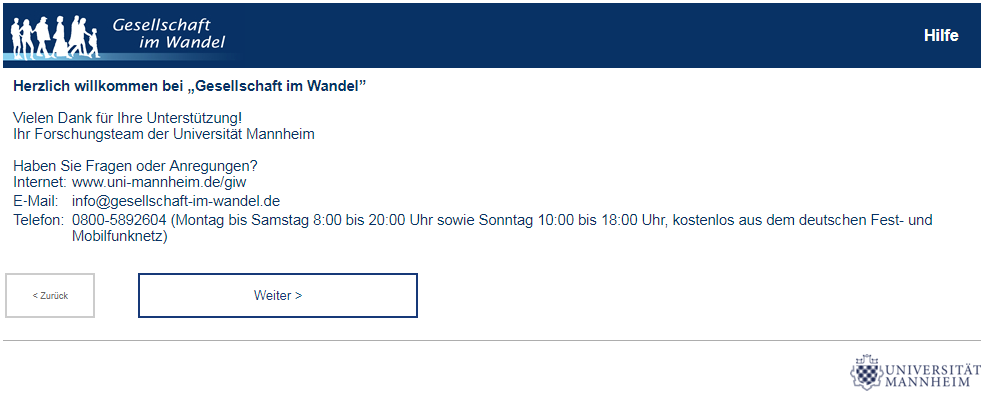 Gesellschaft
im Wandel
Hilfe
Herzlich willkommen bei „Gesellschaft im Wandel”
Vielen Dank für Ihre Unterstützung!
Ihr Forschungsteam der Universität Mannheim
Haben Sie Fragen oder Anregungen?
Internet: www.uni-mannheim.de/giw
E-Mail: info@gesellschaft-im-wandel.de
Telefon: 0800-5892604 (Montag bis Samstag 8:00 bis 20:00 Uhr sowie Sonntag 10:00 bis 18:00 Uhr, kostenlos aus dem deutschen Fest- und
Mobilfunknetz)
< Zurück
Weiter >
UNIVERSITÄT
MANNHEIM